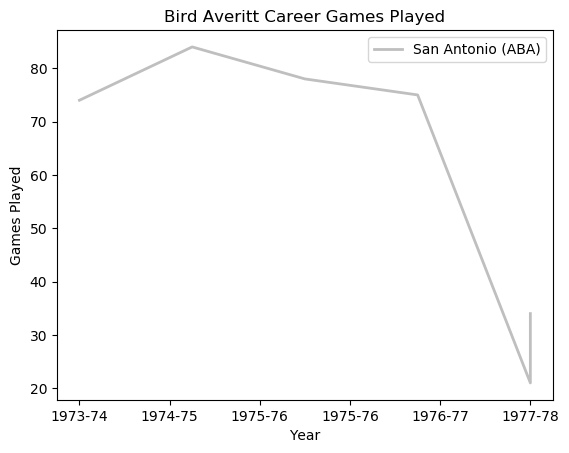 Bird Averitt Career Games Played
San Antonio (ABA)
80
70
60
50
40
30
20
Games Played
1973-74 1974-75 1975-76 1975-76 1976-77 1977-78
Year